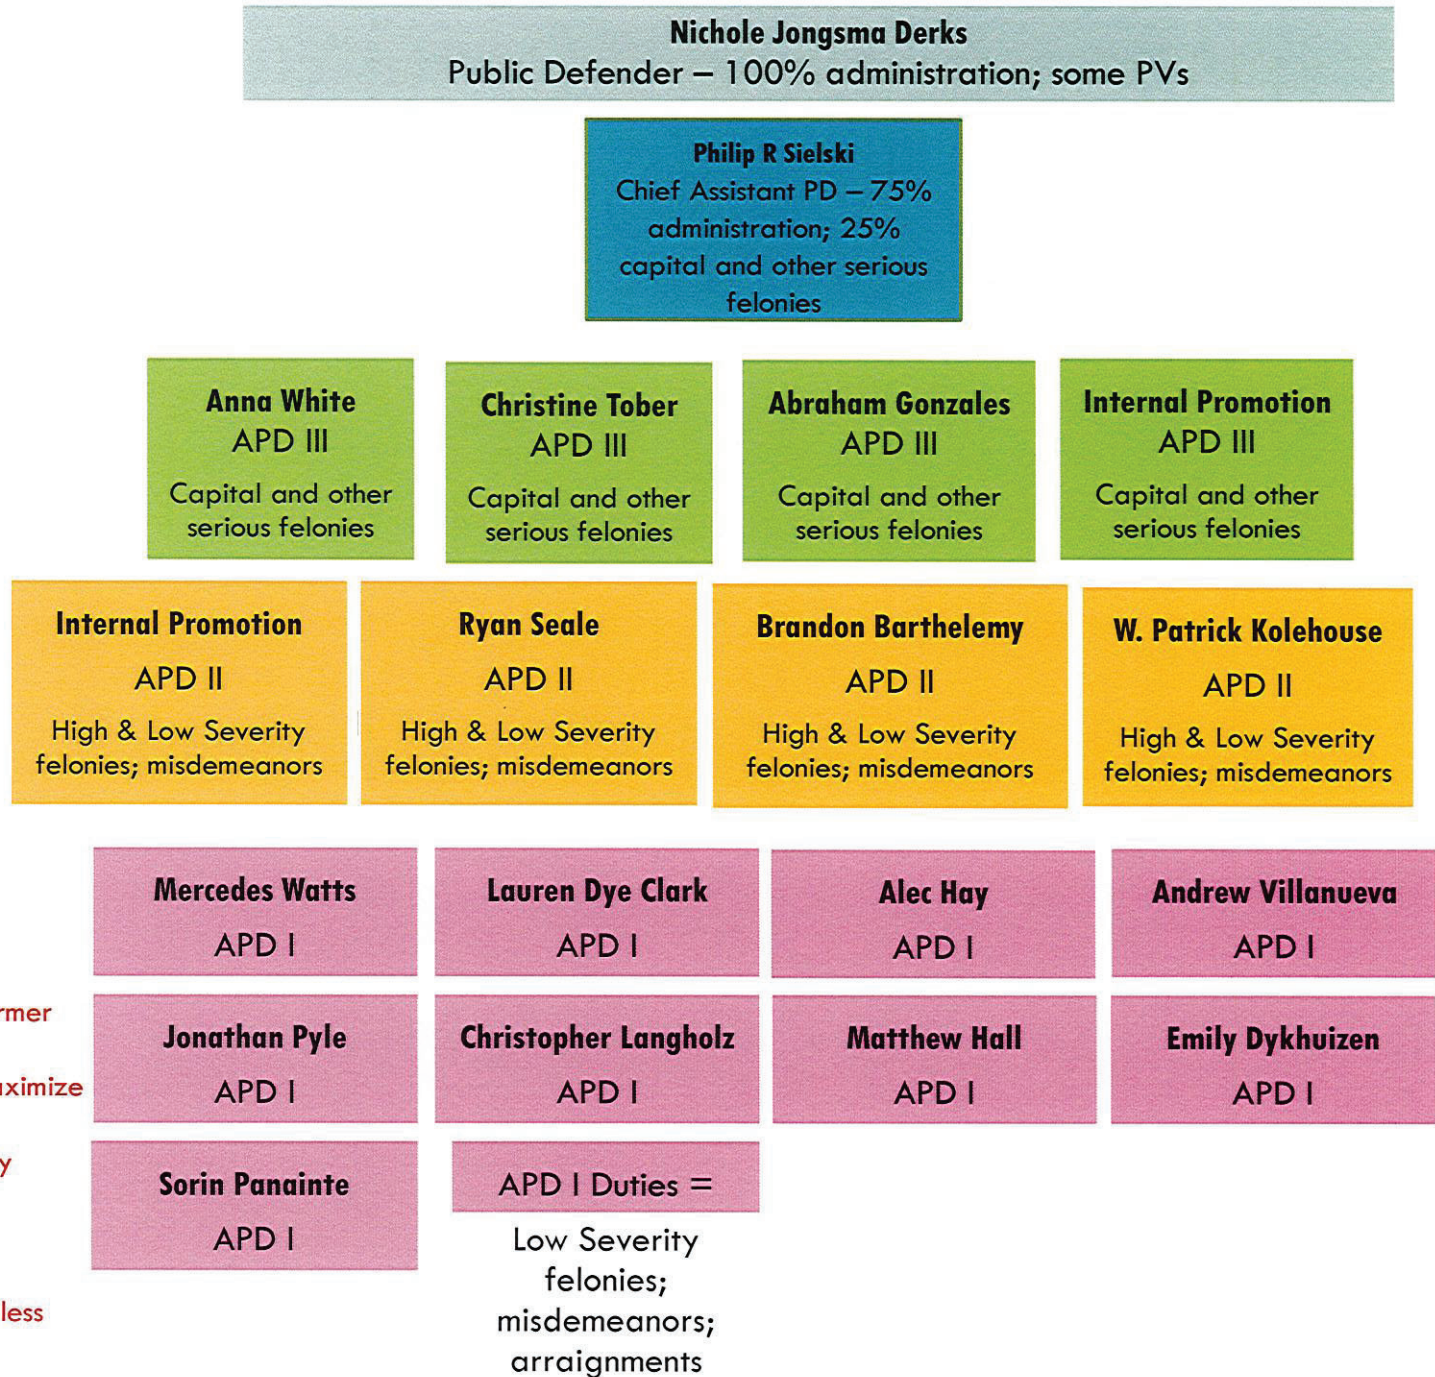 Nichole Jongsma Derks
Public Defender – 100% administration; some PVs
Philip R Sielski
Chief Assistant PD – 75%
administration; 25%
capital and other serious
felonies
Anna White
APD III
Capital and other
serious felonies
Christine Tober
APD III
Capital and other
serious felonies
Abraham Gonzales
APD III
Capital and other
serious felonies
Internal Promotion
APD III
Capital and other
serious felonies
Internal Promotion
APD II
High & Low Severity
felonies; misdemeanors
Ryan Seale
APD II
High & Low Severity
felonies; misdemeanors
Brandon Barthelemy
APD II
High & Low Severity
felonies; misdemeanors
W. Patrick Kolehouse
APD II
High & Low Severity
felonies; misdemeanors
Mercedes Watts
APD I
Lauren Dye Clark
APD I
Alec Hay
APD I
Andrew Villanueva
APD I
Jonathan Pyle
APD I
Christopher Langholz
APD I
Matthew Hall
APD I
Emily Dykhuizen
APD I
Sorin Panainte
APD I
APD I Duties =
Low Severity
felonies;
misdemeanors;
arraignments
less